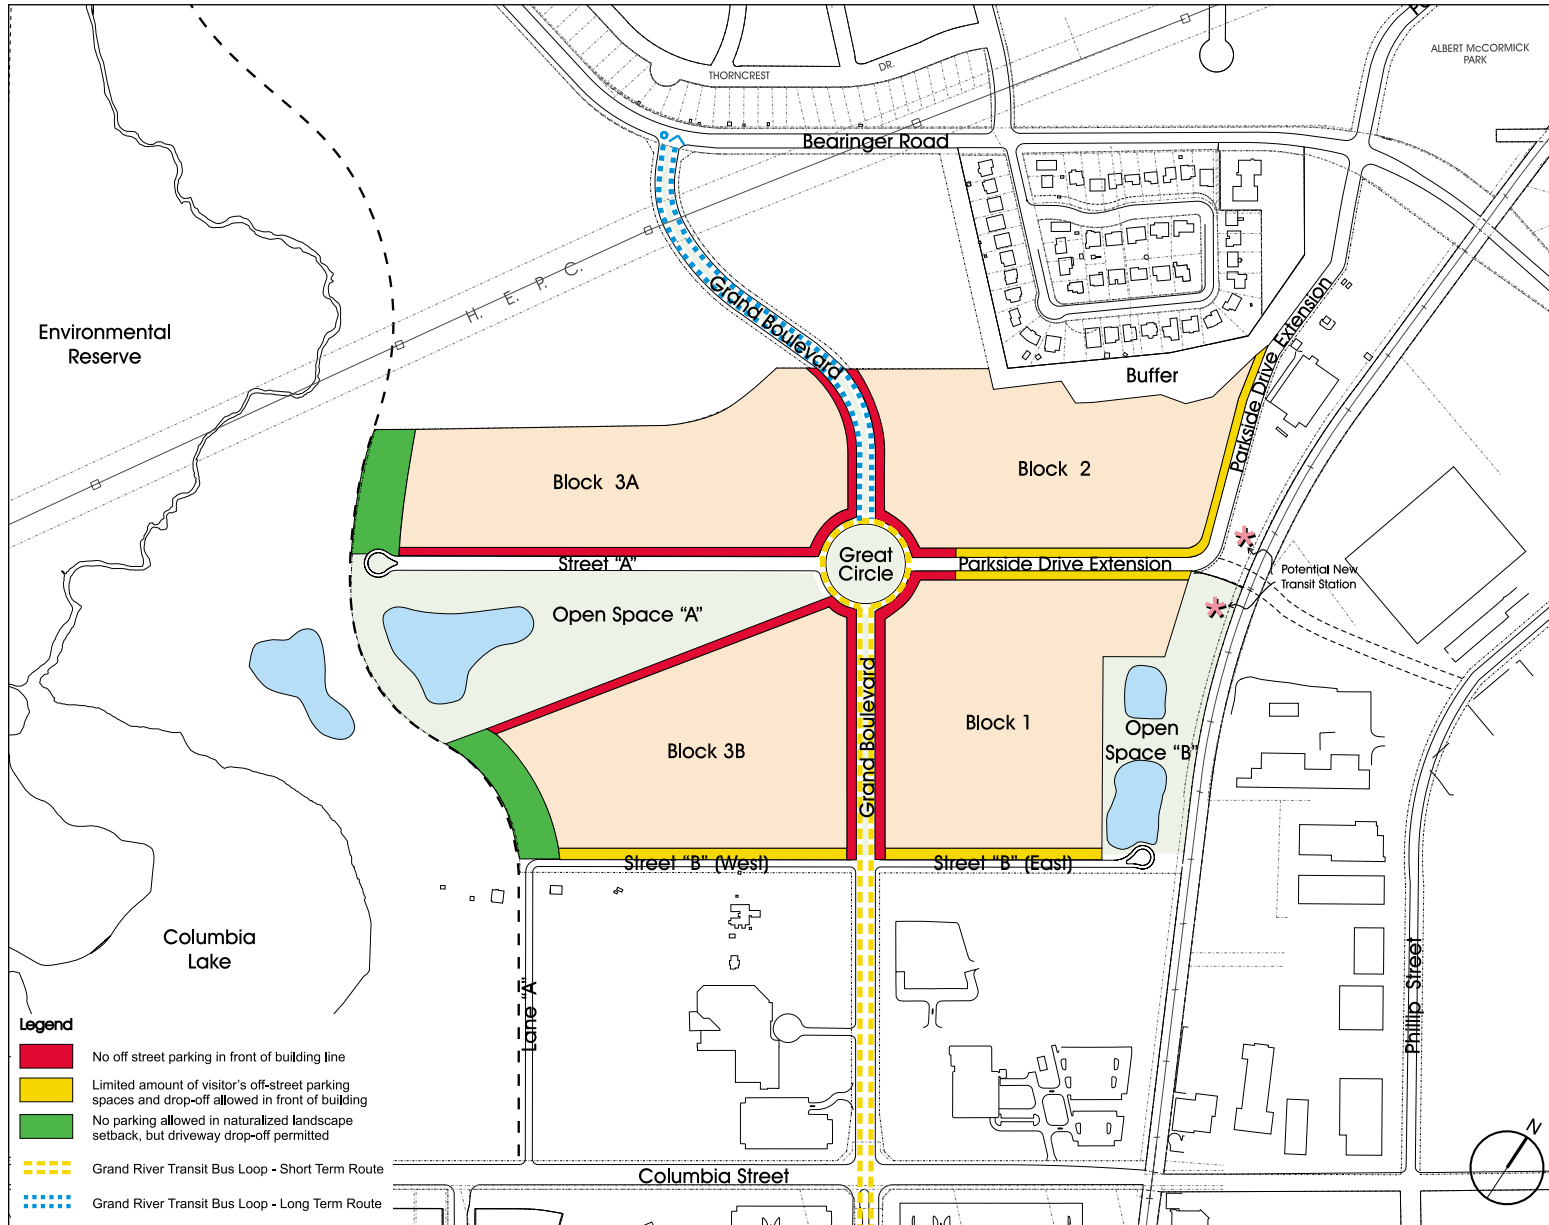 ALBERT McCORMICK
PARK
THORNCREST
DR.
Bearinger Road
H. E. P. C.
Environmental
Reserve
Grand Boulevard
Buffer
Parkside Drive Extension
Block 3A
Block 2
Great
Circle
Street "A"
Parkside Drive Extension
Potential New
Transit Station
Open Space "A"
Grand Boulevard
Block 1
Block 3B
Open
Space "B"
Street "B" (West)
Street "B" (East)
Columbia
Lake
Lane "A"
Phillip Street
Legend
No off street parking in front of building line
Limited amount of visitor's off-street parking
spaces and drop-off allowed in front of building
No parking allowed in naturalized landscape
setback, but driveway drop-off permitted
Grand River Transit Bus Loop - Short Term Route
Grand River Transit Bus Loop - Long Term Route
Columbia Street
N